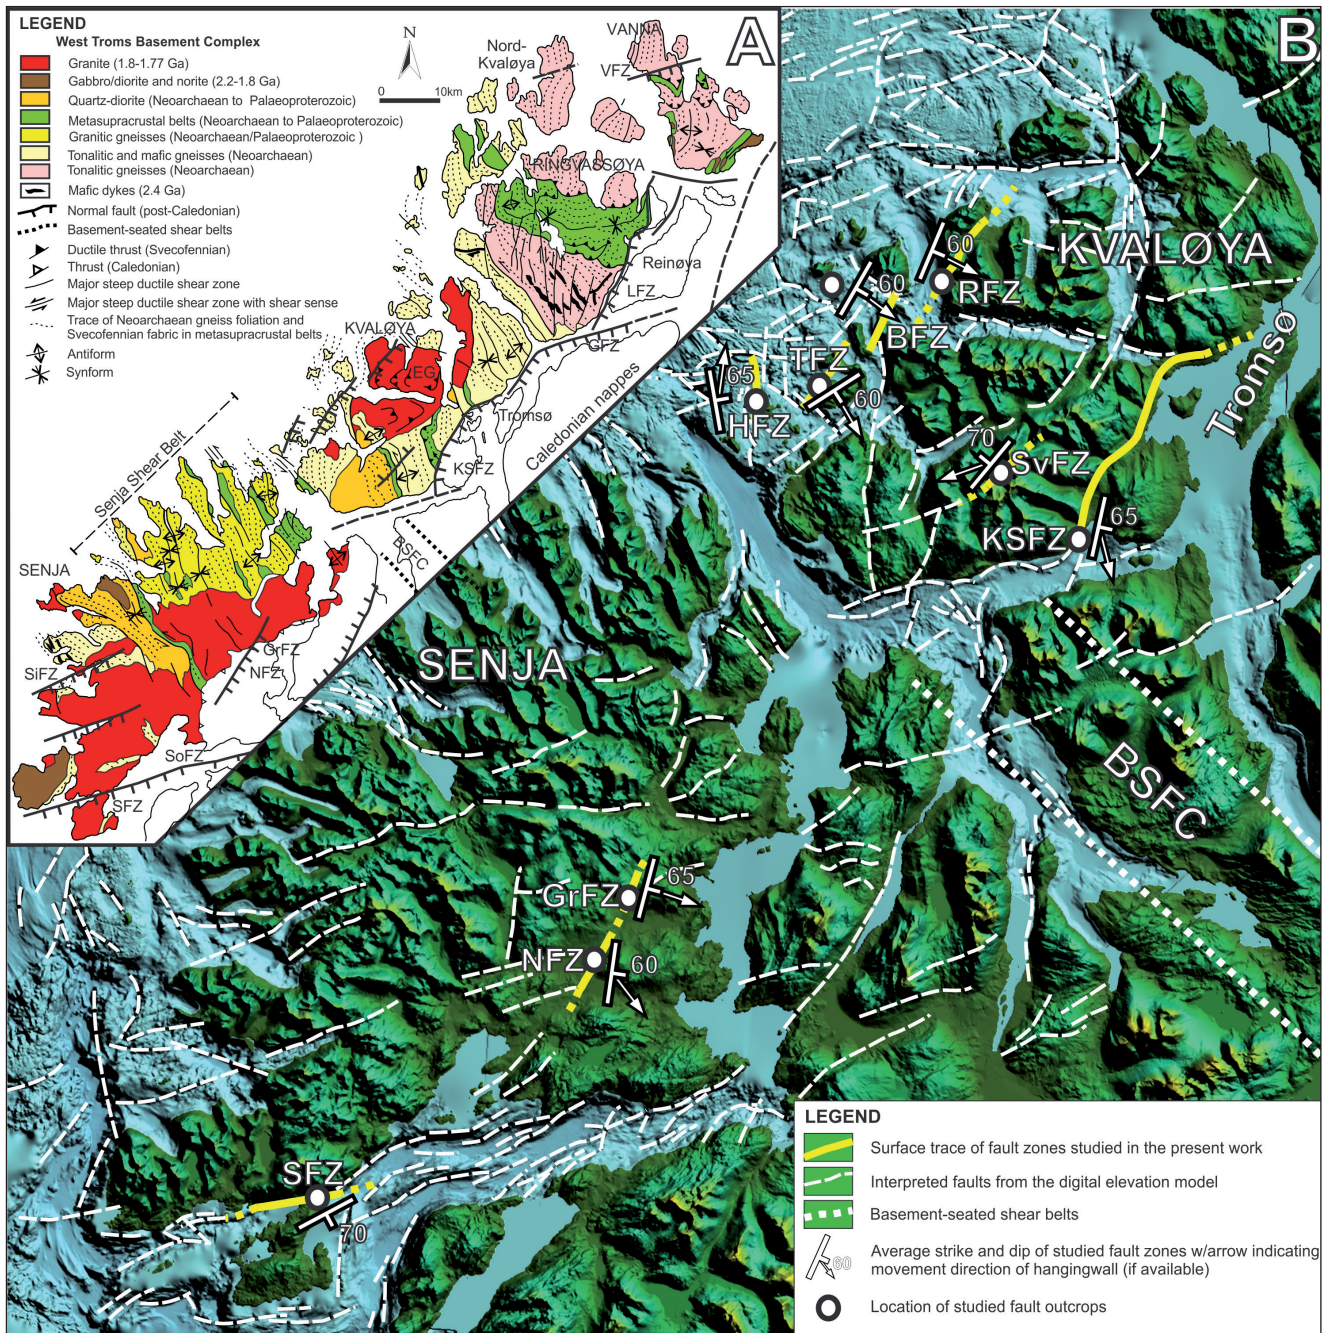 LEGEND
West Troms Basement Complex
Granite (1.8-1.77 Ga)
Gabbro/diorite and norite (2.2-1.8 Ga)
Quartz-diorite (Neoarchaean to Palaeoproterozoic)
Metasupracrustal belts (Neoarchaean to Palaeoproterozoic)
Granitic gneisses (Neoarchaean/Palaeoproterozoic )
Tonalitic and mafic gneisses (Neoarchaean)
Tonalitic gneisses (Neoarchaean)
Mafic dykes (2.4 Ga)
Normal fault (post-Caledonian)
Basement-seated shear belts
Ductile thrust (Svecofennian)
Thrust (Caledonian)
Major steep ductile shear zone
Major steep ductile shear zone with shear sense
Trace of Neoarchaean gneiss foliation and
Svecofennian fabric in metasupracrustal belts
Antiform
Synform
N
0 10km
A
VANNA
Nord-
Kvaløya
VFZ
RINGVASSØYA
Reinøya
LFZ
GFZ
KVALØYA
EG
Tromsø
Caledonian nappes
KSFZ
BSFC
Senja Shear Belt
SENJA
GrFZ
NFZ
SiFZ
SoFZ
SFZ
B
KVALØYA
60
RFZ
60
BFZ
TFZ
60
65
HFZ
70
SvFZ
KSFZ
65
Tromsø
SENJA
BSFC
GrFZ
65
NFZ
60
SFZ
70
LEGEND
Surface trace of fault zones studied in the present work
Interpreted faults from the digital elevation model
Basement-seated shear belts
60
Average strike and dip of studied fault zones w/arrow indicating
movement direction of hangingwall (if available)
Location of studied fault outcrops